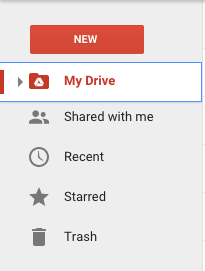 NEW
My Drive
Shared with me
Recent
Starred
Trash